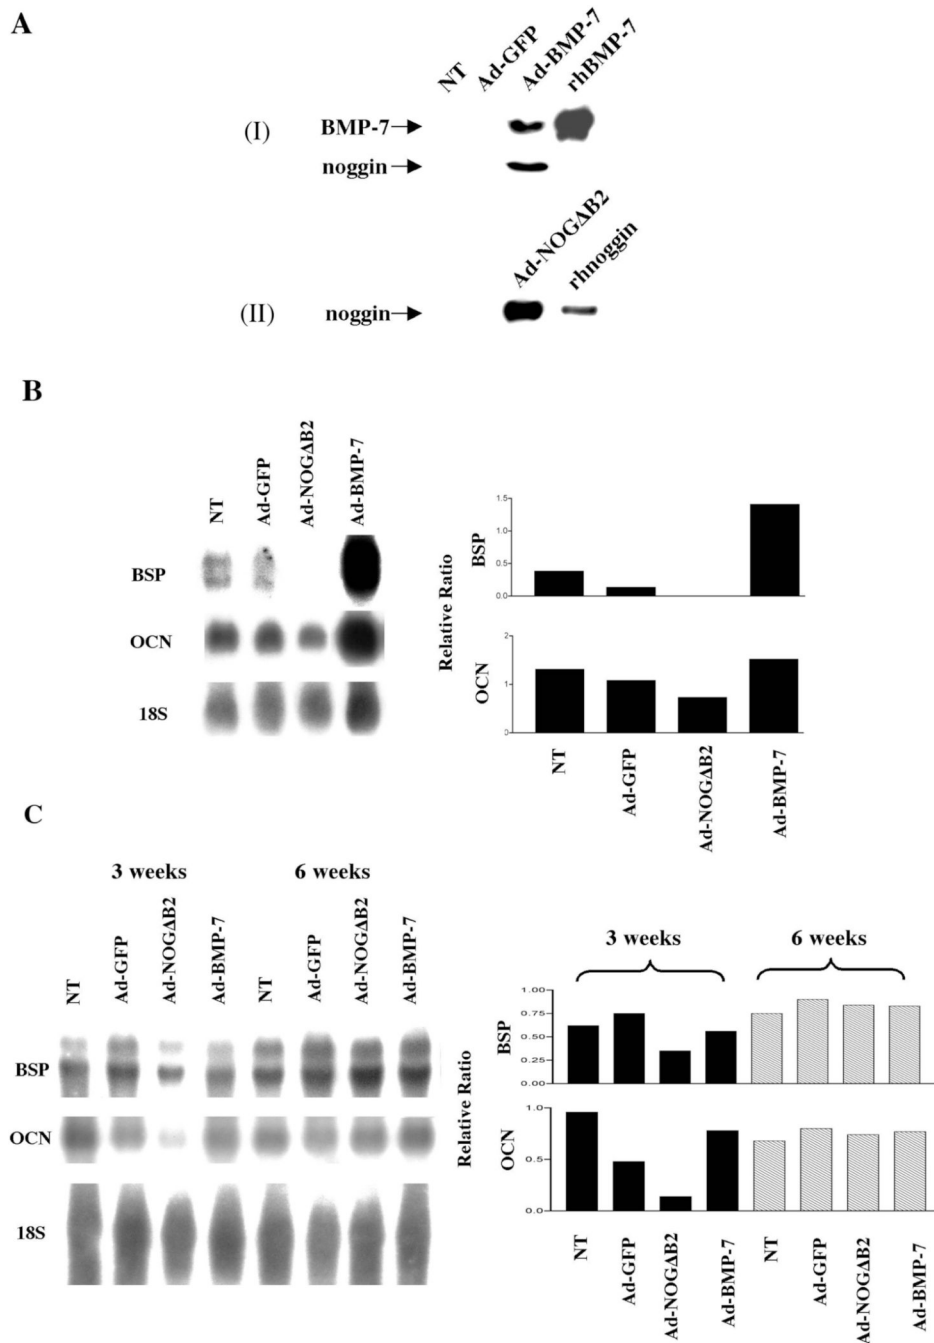 A
NT Ad-GFP Ad-BMP-7 rhBMP-7
(I) BMP-7
noggin
Ad-NOGΔB2 rhnoggin
(II) noggin
B
NT Ad-GFP Ad-NOGΔB2 Ad-BMP-7
BSP
OCN
18S
Relative Ratio
BSP
1.5
1.0
0.5
0.0
OCN
2
1
0
NT Ad-GFP Ad-NOGΔB2 Ad-BMP-7
C
3 weeks 6 weeks
NT Ad-GFP Ad-NOGΔB2 Ad-BMP-7 NT Ad-GFP Ad-NOGΔB2 Ad-BMP-7
BSP
OCN
18S
3 weeks 6 weeks
Relative Ratio
BSP
1.00
0.75
0.50
0.25
0.00
OCN
1.0
0.5
0.0
NT Ad-GFP Ad-NOGΔB2 Ad-BMP-7 NT Ad-GFP Ad-NOGΔB2 Ad-BMP-7